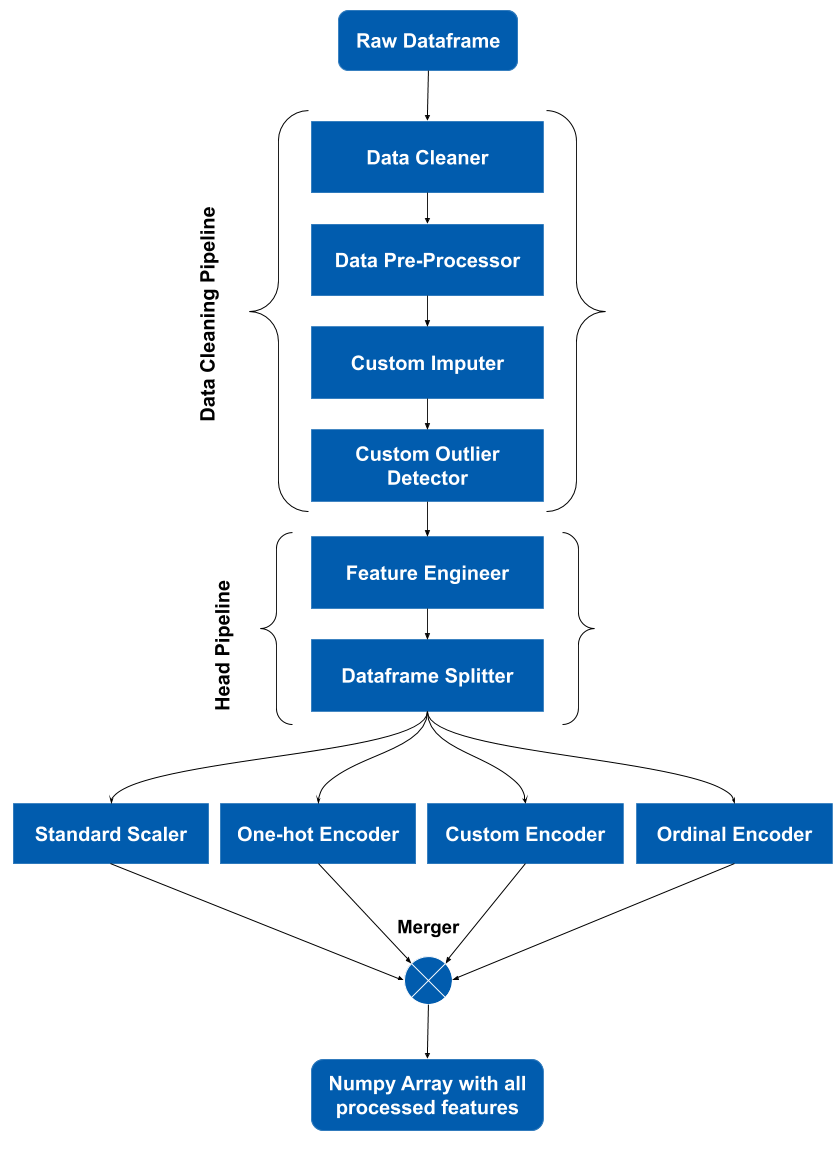 Raw Dataframe
Data Cleaning Pipeline
Data Cleaner
Data Pre-Processor
Custom Imputer
Custom Outlier
Detector
Head Pipeline
Feature Engineer
Dataframe Splitter
Standard Scaler
One-hot Encoder
Custom Encoder
Ordinal Encoder
Merger
Numpy Array with all
processed features